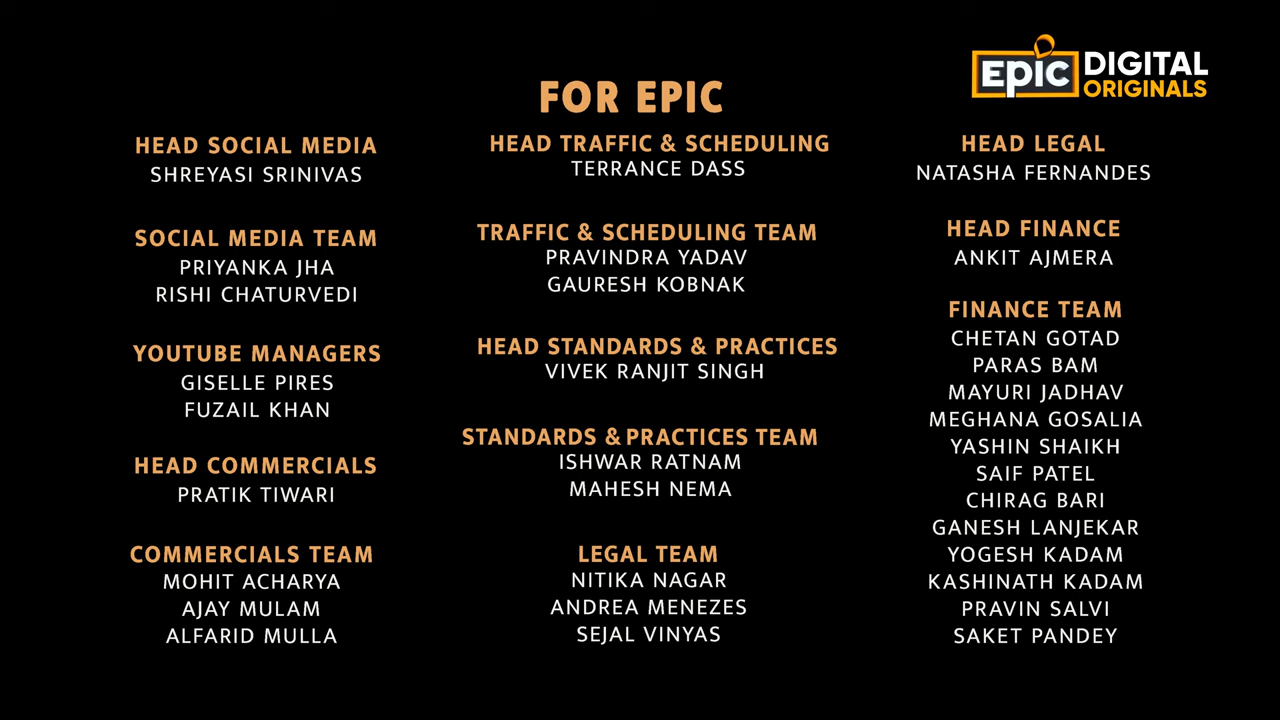 EPIC DIGITAL
ORIGINALS
FOR EPIC
HEAD SOCIAL MEDIA
SHREYASI SRINIVAS
SOCIAL MEDIA TEAM
PRIYANKA JHA
RISHI CHATURVEDI
YOUTUBE MANAGERS
GISELLE PIRES
FUZAIL KHAN
HEAD COMMERCIALS
PRATIK TIWARI
COMMERCIALS TEAM
MOHIT ACHARYA
AJAY MULAM
ALFARID MULLA
HEAD TRAFFIC & SCHEDULING
TERRANCE DASS
TRAFFIC & SCHEDULING TEAM
PRAVINDRA YADAV
GAURESH KOBNAK
HEAD STANDARDS & PRACTICES
VIVEK RANJIT SINGH
STANDARDS & PRACTICES TEAM
ISHWAR RATNAM
MAHESH NEMA
LEGAL TEAM
NITIKA NAGAR
ANDREA MENEZES
SEJAL VINYAS
HEAD LEGAL
NATASHA FERNANDES
HEAD FINANCE
ANKIT AJMERA
FINANCE TEAM
CHETAN GOTAD
PARAS BAM
MAYURI JADHAV
MEGHANA GOSALIA
YASHIN SHAIKH
SAIF PATEL
CHIRAG BARI
GANESH LANJEKAR
YOGESH KADAM
KASHINATH KADAM
PRAVIN SALVI
SAKET PANDEY